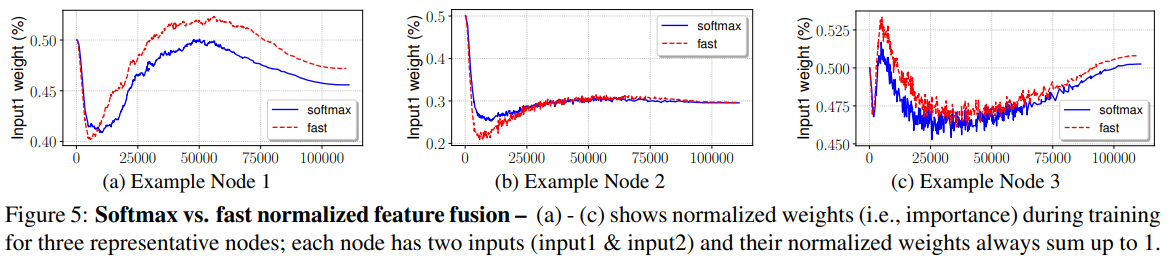 Input1 weight (%)
0.50
0.45
0.40
softmax
fast
0 25000 50000 75000 100000
(a) Example Node 1
Input1 weight (%)
0.5
0.4
0.3
0.2
softmax
fast
0 25000 50000 75000 100000
(b) Example Node 2
Input1 weight (%)
0.525
0.500
0.475
0.450
softmax
fast
0 25000 50000 75000 100000
(c) Example Node 3
Figure 5: Softmax vs. fast normalized feature fusion – (a) - (c) shows normalized weights (i.e., importance) during training
for three representative nodes; each node has two inputs (input1 & input2) and their normalized weights always sum up to 1.